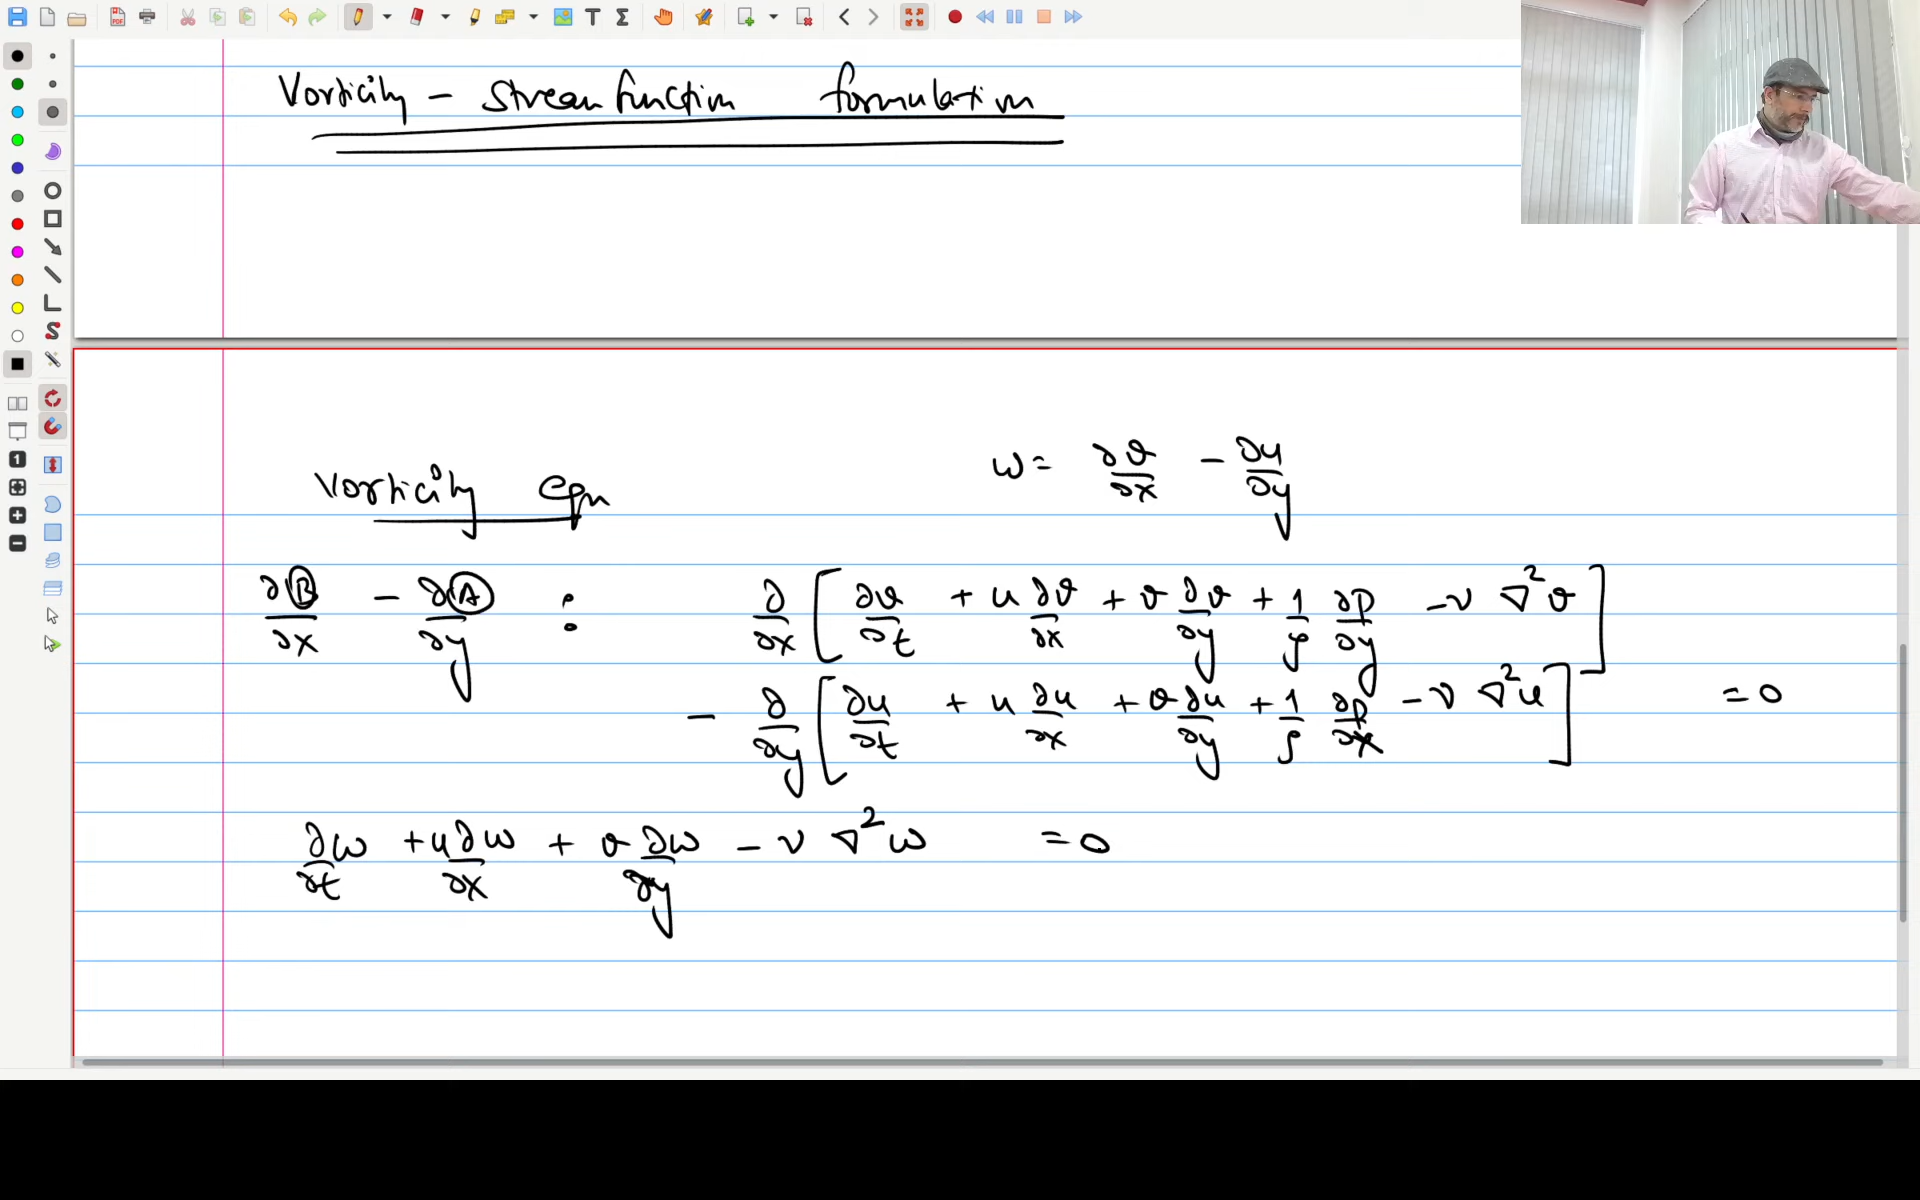 Vorticity - Stream function formulation
ω = ∂v/∂x - ∂u/∂y
Vorticity eqn
∂Ⓑ/∂x - ∂Ⓐ/∂y : ∂/∂x [ ∂v/∂t + u ∂v/∂x + v ∂v/∂y + 1/ρ ∂p/∂y - ν ∇²v ]
- ∂/∂y [ ∂u/∂t + u ∂u/∂x + v ∂u/∂y + 1/ρ ∂p/∂x - ν ∇²u ] = 0
∂ω/∂t + u ∂ω/∂x + v ∂ω/∂y - ν ∇²ω = 0